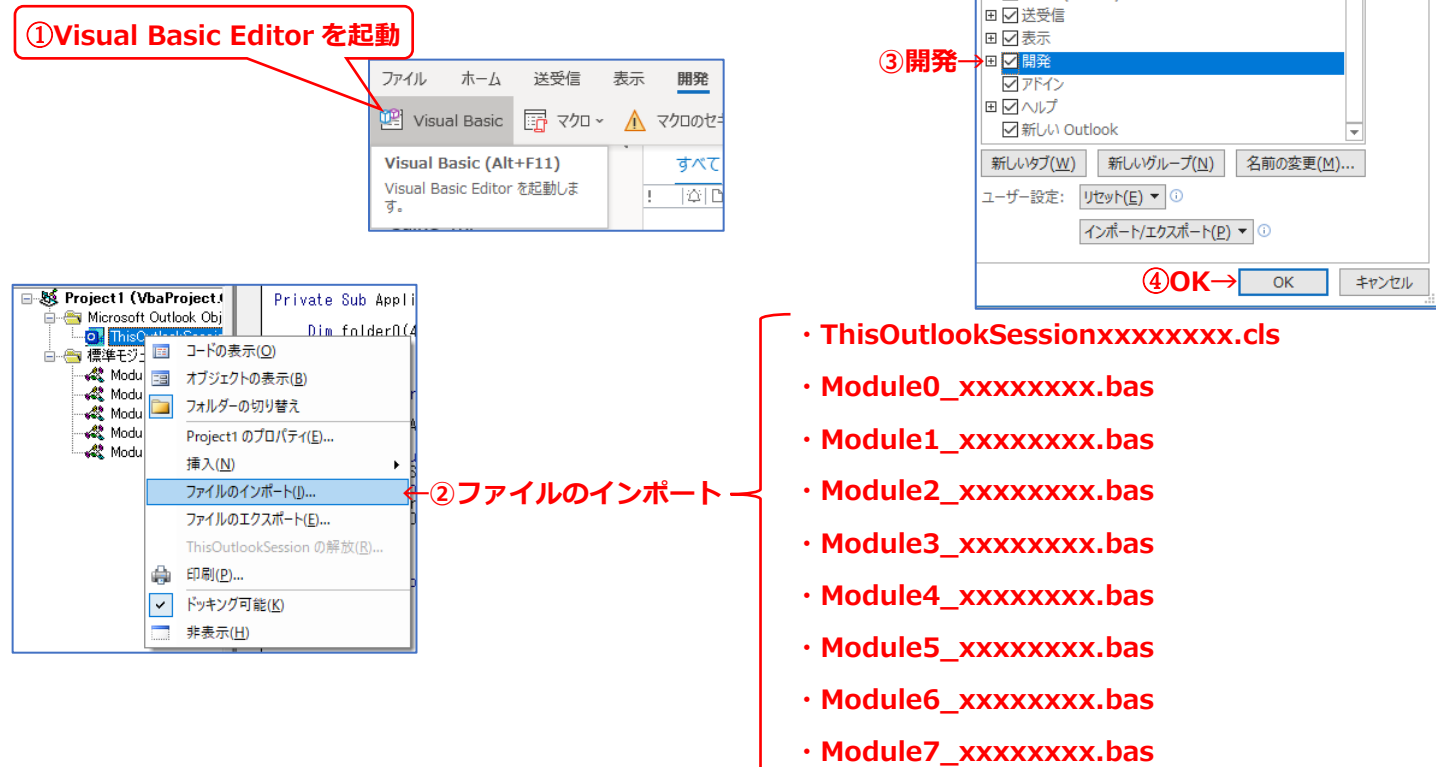 ①Visual Basic Editor を起動
ファイル ホーム 送受信 表示 開発
Visual Basic マクロ マクロのセキ
Visual Basic (Alt+F11)
Visual Basic Editor を起動しま
す。
すべて
!
送受信
表示
③開発→
開発
アドイン
ヘルプ
新しい Outlook
新しいタブ(W) 新しいグループ(N) 名前の変更(M)...
ユーザー設定: リセット(E)
インポート/エクスポート(P)
④OK→
OK キャンセル
Project1 (VbaProject.
Microsoft Outlook Obj
標準モジ
Modu
Modu
Modu
Modu
Modu
Private Sub Appli
Dim folder0(4
コードの表示(O)
オブジェクトの表示(B)
フォルダーの切り替え
Project1 のプロパティ(E)...
挿入(N)
ファイルのインポート(I)...
ファイルのエクスポート(E)...
ThisOutlookSession の解放(R)...
印刷(P)...
ドッキング可能(K)
非表示(H)
←②ファイルのインポート
・ThisOutlookSessionxxxxxxxx.cls
・Module0_xxxxxxxx.bas
・Module1_xxxxxxxx.bas
・Module2_xxxxxxxx.bas
・Module3_xxxxxxxx.bas
・Module4_xxxxxxxx.bas
・Module5_xxxxxxxx.bas
・Module6_xxxxxxxx.bas
・Module7_xxxxxxxx.bas